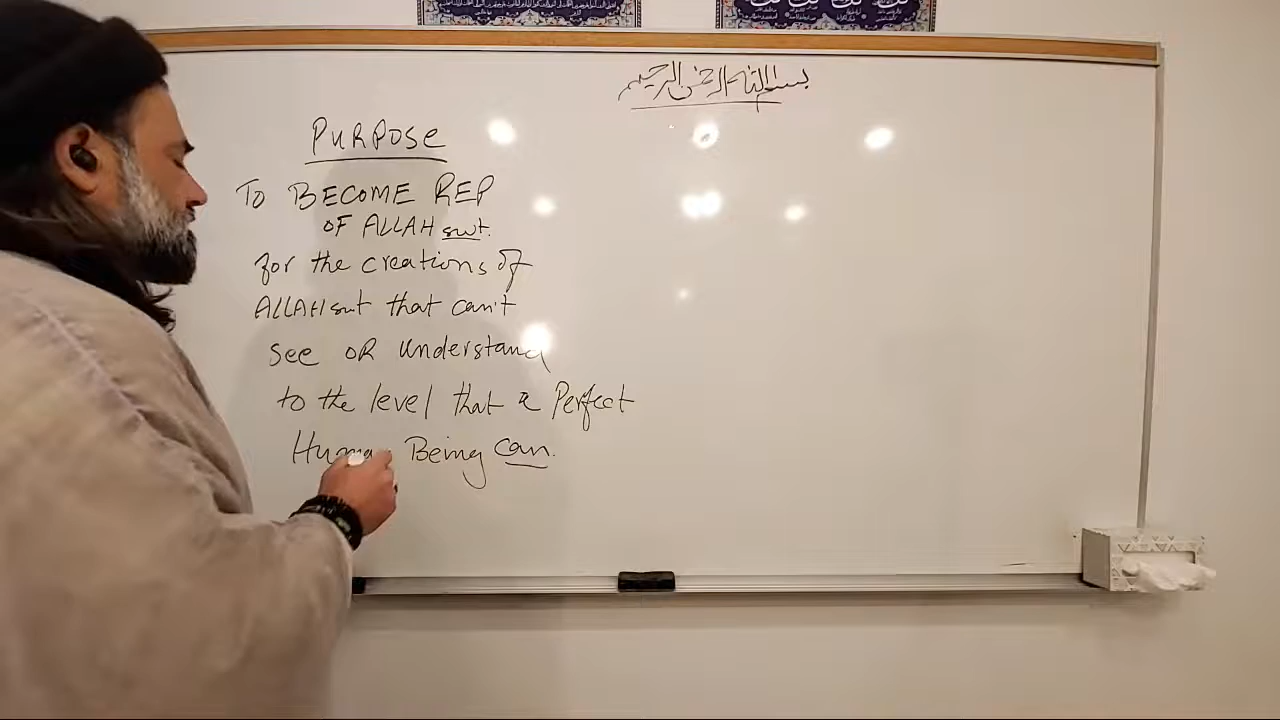 بسم الله الرحمن الرحيم
PURPOSE
TO BECOME REP
OF ALLAH swt.
for the creations of
ALLAH swt that can't
see OR understand
to the level that a Perfect
Human Being can.